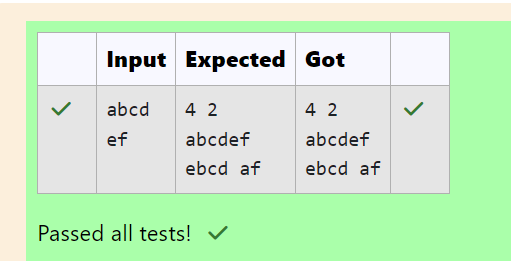 Input Expected Got
abcd 4 2 4 2
ef abcdef abcdef
ebcd af ebcd af
Passed all tests!